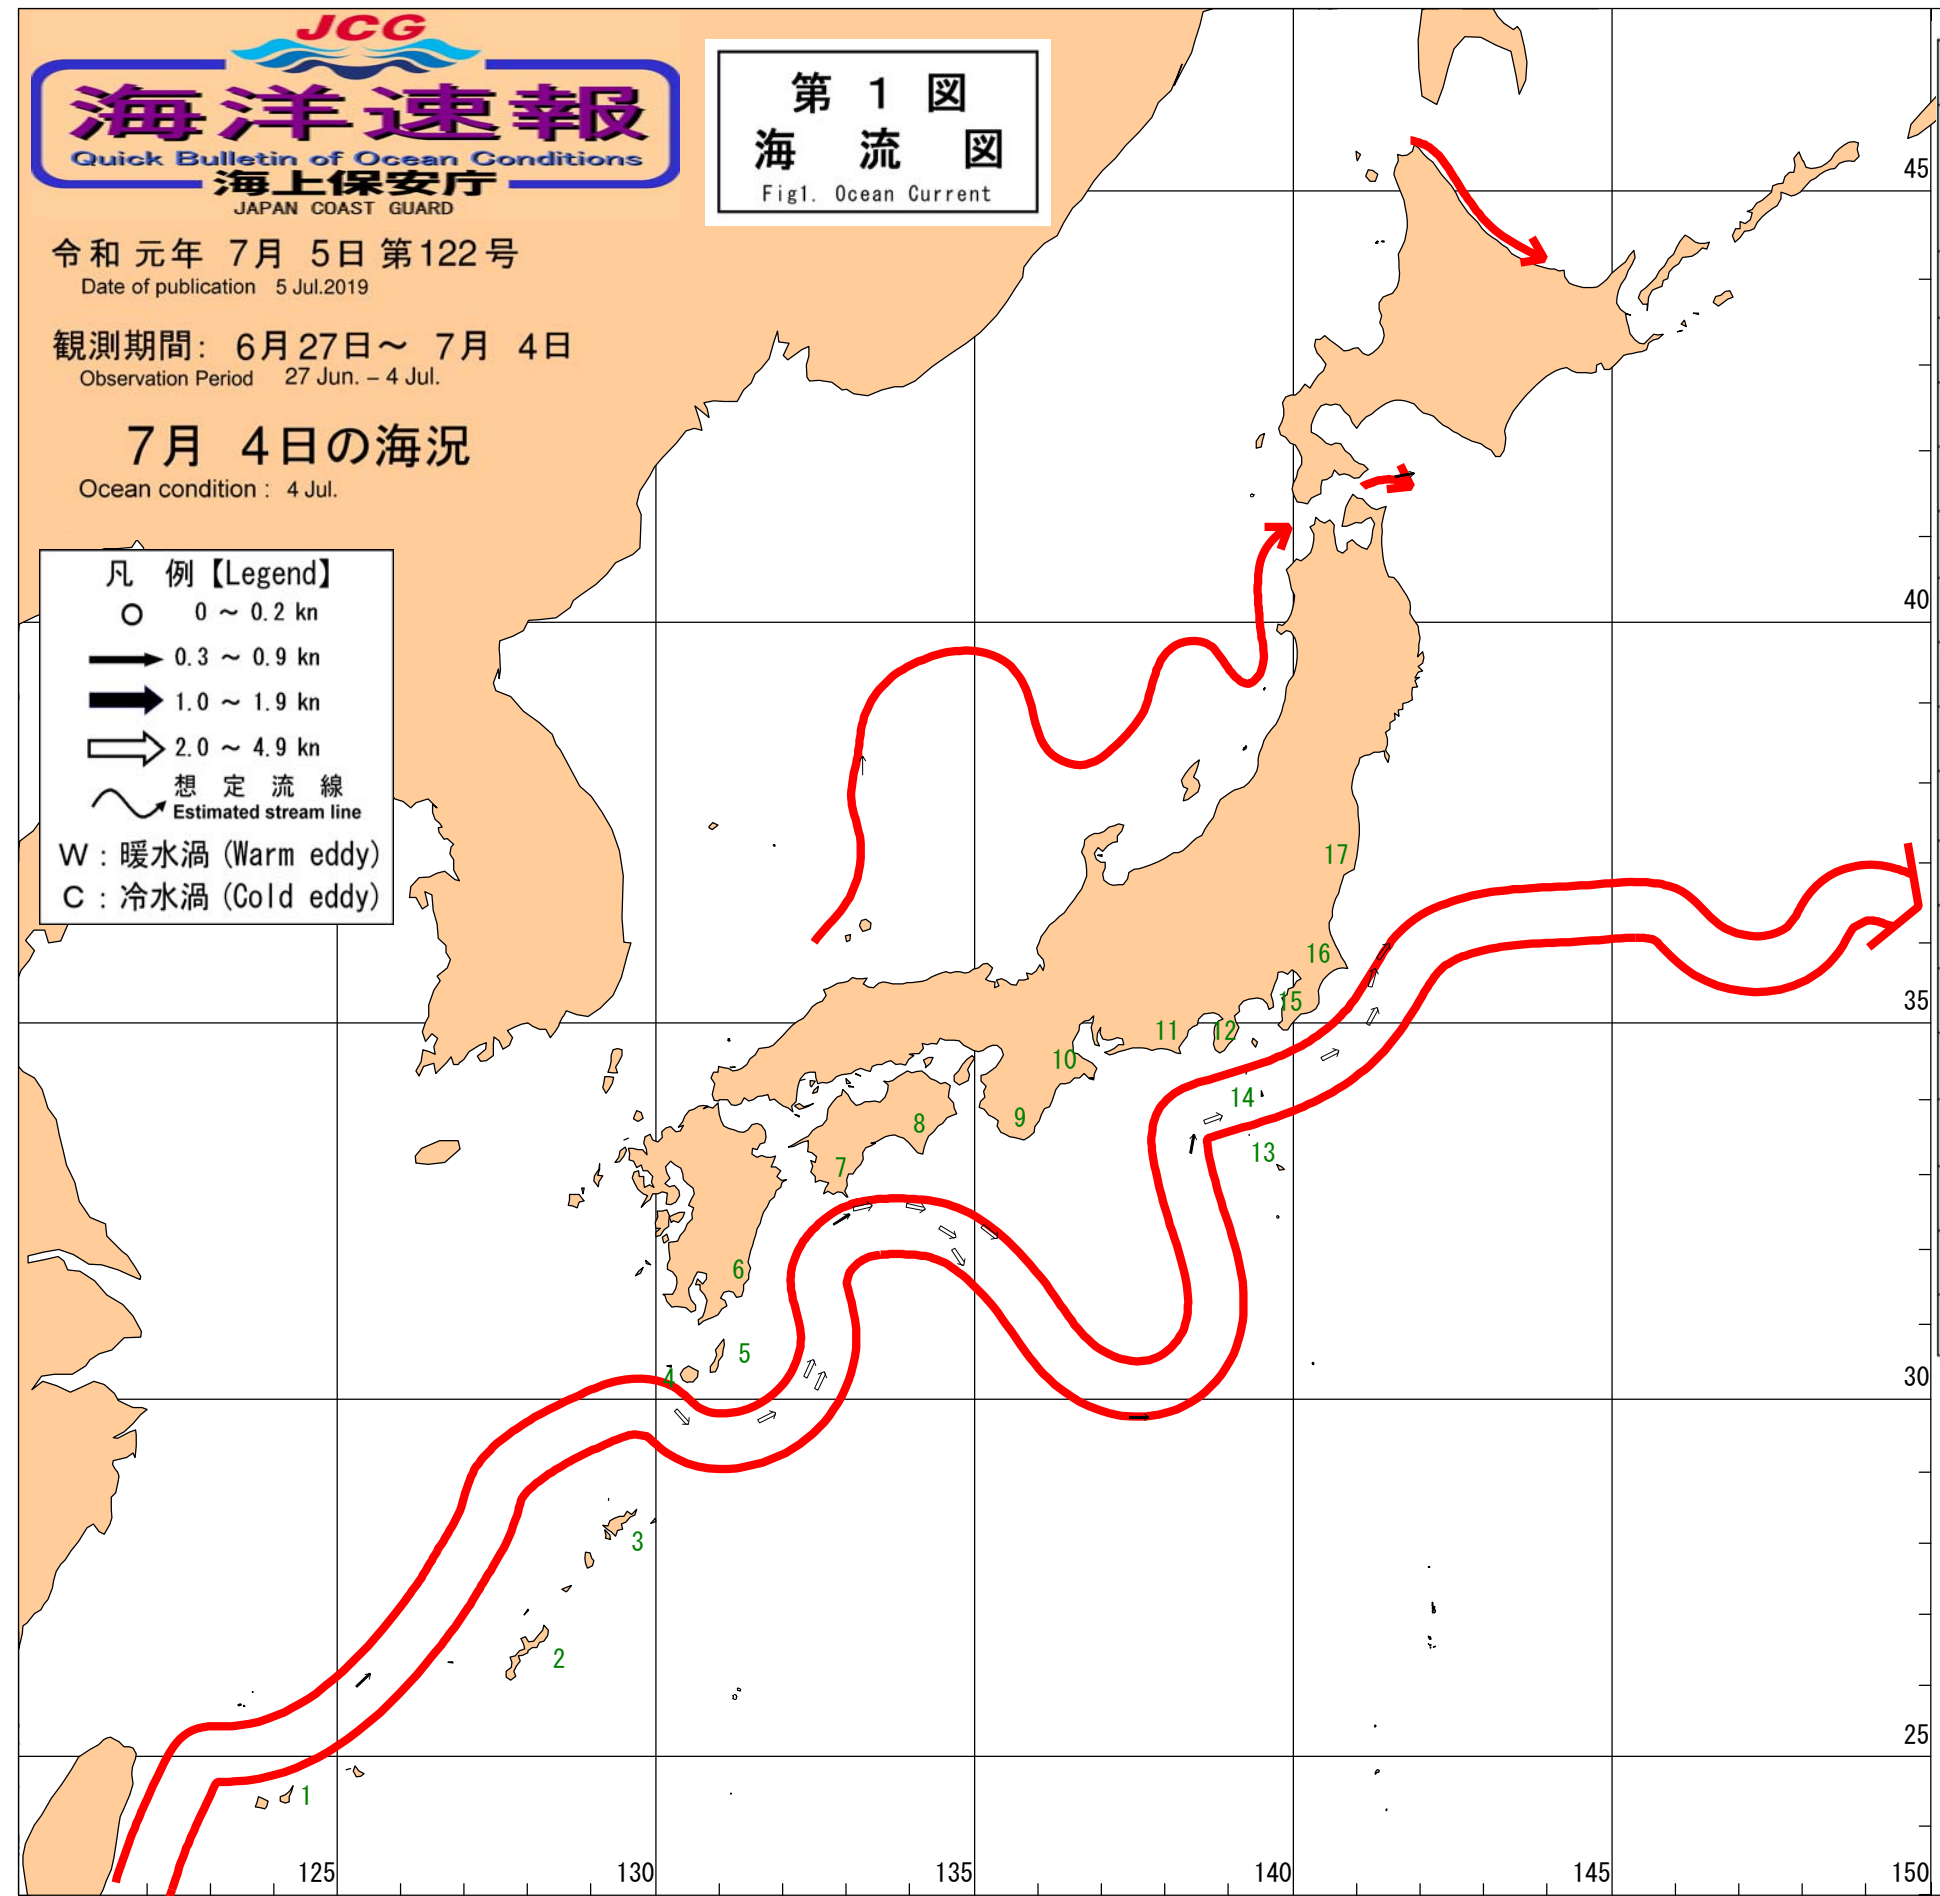 JCG
海洋速報
Quick Bulletin of Ocean Conditions
海上保安庁
JAPAN COAST GUARD
第 1 図
海 流 図
Fig1. Ocean Current
令和 元年 7月 5日 第122号
Date of publication 5 Jul.2019
観測期間: 6月27日～ 7月 4日
Observation Period 27 Jun. – 4 Jul.
7月 4日の海況
Ocean condition : 4 Jul.
凡 例【Legend】
0 ～ 0.2 kn
0.3 ～ 0.9 kn
1.0 ～ 1.9 kn
2.0 ～ 4.9 kn
想 定 流 線
Estimated stream line
W : 暖水渦 (Warm eddy)
C : 冷水渦 (Cold eddy)
45
40
17
16
35
15
11
12
10
14
9
8
13
7
6
5
4
30
3
2
25
1
125
130
135
140
145
150